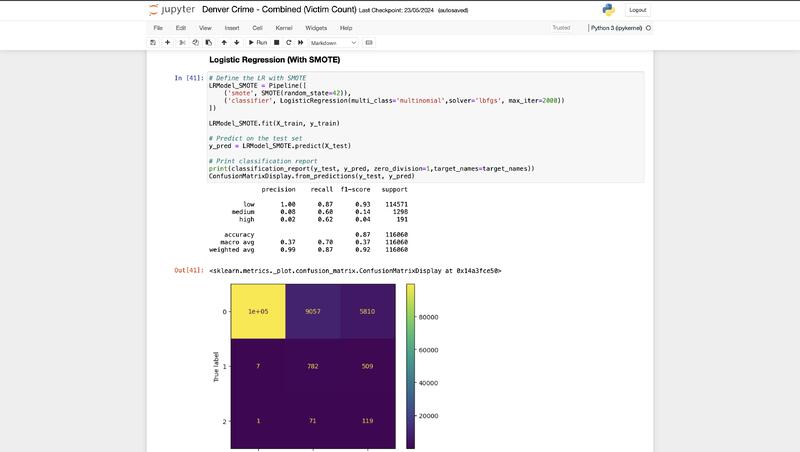 jupyter Denver Crime - Combined (Victim Count) Last Checkpoint: 23/05/2024 (autosaved) Logout
File Edit View Insert Cell Kernel Widgets Help Trusted Python 3 (ipykernel)
Run Markdown
Logistic Regression (With SMOTE)
In [41]: # Define the LR with SMOTE
LRModel_SMOTE = Pipeline([
('smote', SMOTE(random_state=42)),
('classifier', LogisticRegression(multi_class='multinomial',solver='lbfgs', max_iter=2000))
])
LRModel_SMOTE.fit(X_train, y_train)
# Predict on the test set
y_pred = LRModel_SMOTE.predict(X_test)
# Print classification report
print(classification_report(y_test, y_pred, zero_division=1,target_names=target_names))
ConfusionMatrixDisplay.from_predictions(y_test, y_pred)
precision recall f1-score support
low 1.00 0.87 0.93 114571
medium 0.08 0.60 0.14 1298
high 0.02 0.62 0.04 191
accuracy 0.87 116060
macro avg 0.37 0.70 0.37 116060
weighted avg 0.99 0.87 0.92 116060
Out[41]: <sklearn.metrics._plot.confusion_matrix.ConfusionMatrixDisplay at 0x14a3fce50>
0 1e+05 9057 5810
80000
60000
True label
1 7 782 509
40000
20000
2 1 71 119